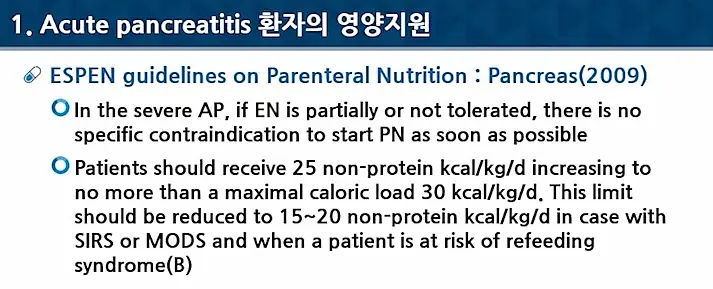 1. Acute pancreatitis 환자의 영양지원
ESPEN guidelines on Parenteral Nutrition : Pancreas(2009)
In the severe AP, if EN is partially or not tolerated, there is no
specific contraindication to start PN as soon as possible
Patients should receive 25 non-protein kcal/kg/d increasing to
no more than a maximal caloric load 30 kcal/kg/d. This limit
should be reduced to 15~20 non-protein kcal/kg/d in case with
SIRS or MODS and when a patient is at risk of refeeding
syndrome(B)